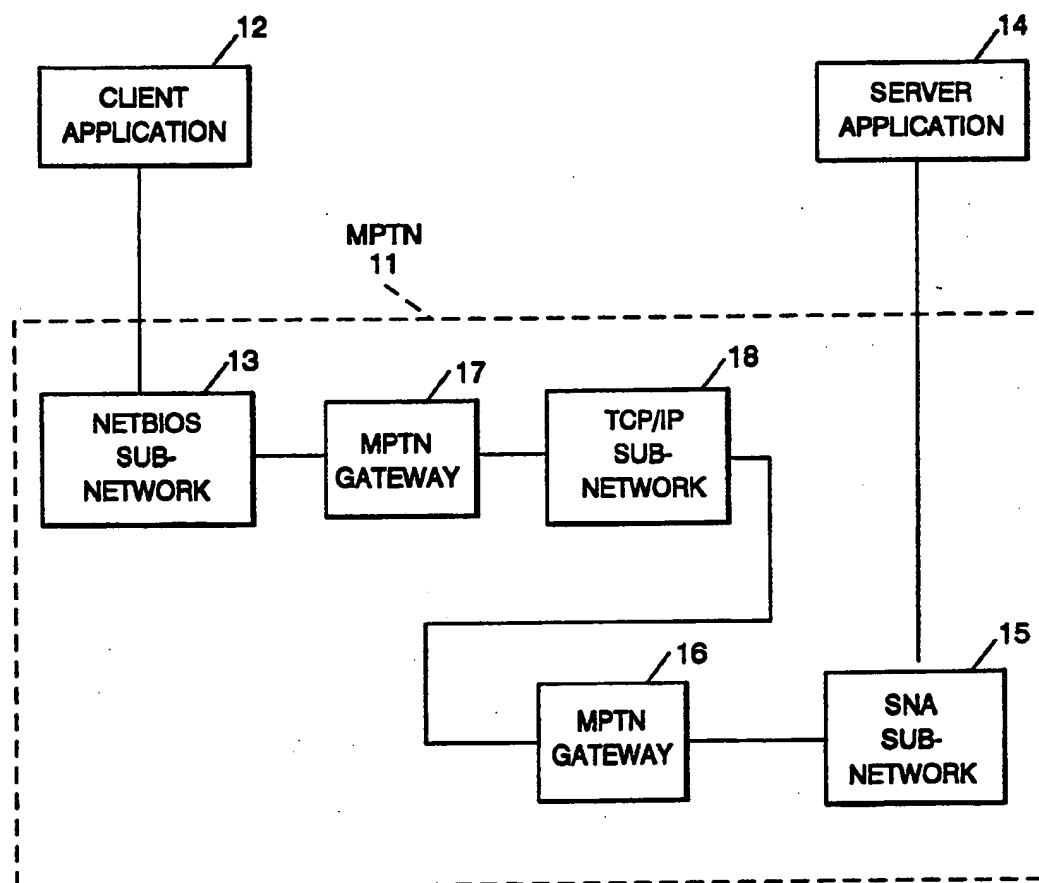 12
CLIENT
APPLICATION
14
SERVER
APPLICATION
MPTN
11
13
NETBIOS
SUB-
NETWORK
17
MPTN
GATEWAY
18
TCP/IP
SUB-
NETWORK
16
MPTN
GATEWAY
15
SNA
SUB-
NETWORK